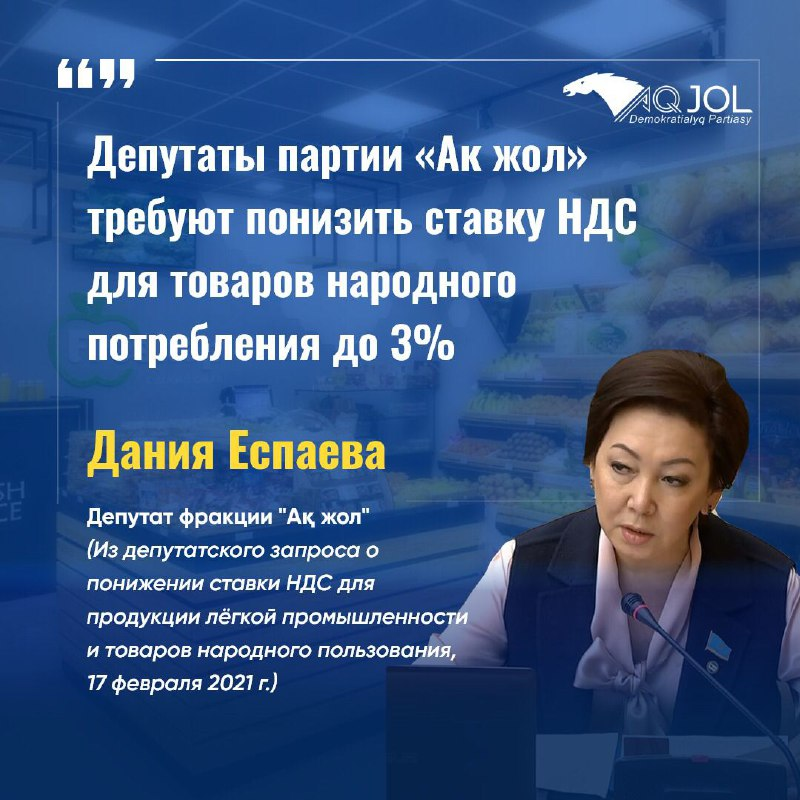 AQ JOL
Demokratialyq Partiasy
Депутаты партии «Ак жол»
требуют понизить ставку НДС
для товаров народного
потребления до 3%
Дания Еспаева
Депутат фракции "Ақ жол"
(Из депутатского запроса о
понижении ставки НДС для
продукции лёгкой промышленности
и товаров народного пользования,
17 февраля 2021 г.)